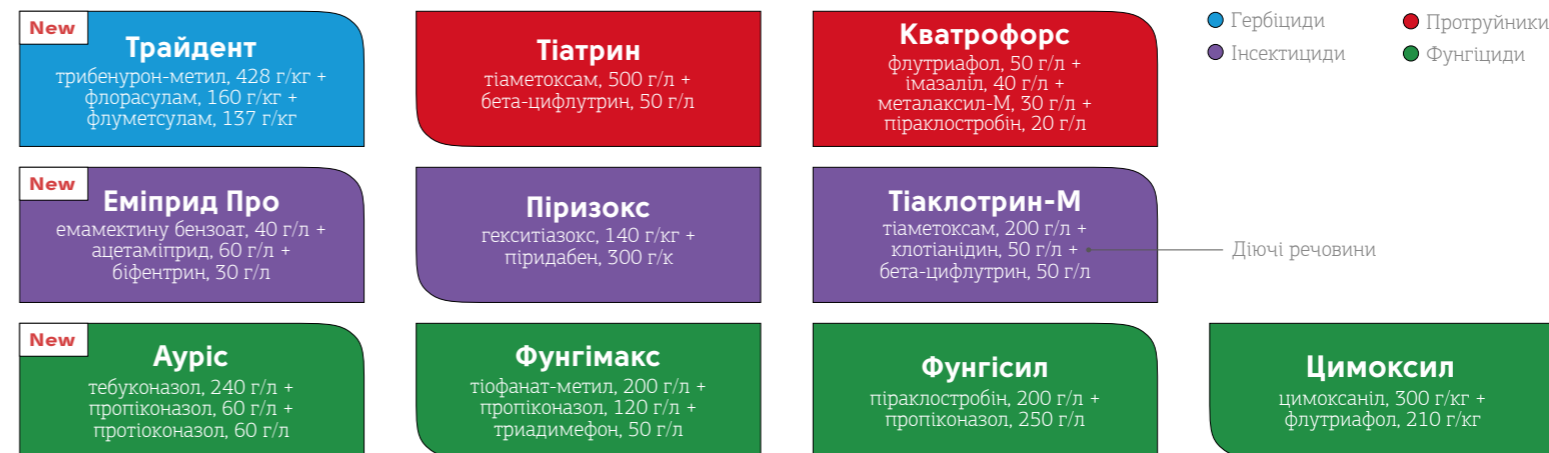 New
Трайдент
трибенурон-метил, 428 г/кг +
флорасулам, 160 г/кг +
флуметсулам, 137 г/кг
Тіатрин
тіаметоксам, 500 г/л +
бета-цифлутрин, 50 г/л
Кватрофорс
флутриафол, 50 г/л +
імазаліл, 40 г/л +
металаксил-М, 30 г/л +
піраклостробін, 20 г/л
Гербіциди
Протруйники
Інсектициди
Фунгіциди
New
Еміприд Про
емамектину бензоат, 40 г/л +
ацетаміприд, 60 г/л +
біфентрин, 30 г/л
Піризокс
гекситіазокс, 140 г/кг +
піридабен, 300 г/к
Тіаклотрин-М
тіаметоксам, 200 г/л +
клотіанідин, 50 г/л +
бета-цифлутрин, 50 г/л
Діючі речовини
New
Ауріс
тебуконазол, 240 г/л +
пропіконазол, 60 г/л +
протіоконазол, 60 г/л
Фунгімакс
тіофанат-метил, 200 г/л +
пропіконазол, 120 г/л +
триадимефон, 50 г/л
Фунгісил
піраклостробін, 200 г/л +
пропіконазол, 250 г/л
Цимоксил
цимоксаніл, 300 г/кг +
флутриафол, 210 г/кг